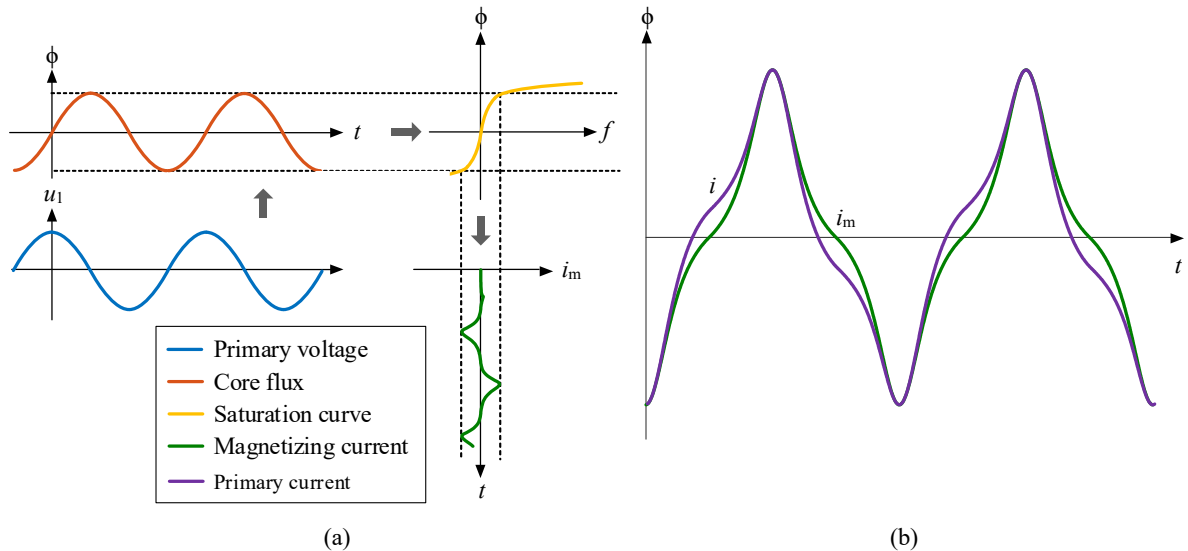 ϕ
ϕ
t
f
u1
im
t
Primary voltage
Core flux
Saturation curve
Magnetizing current
Primary current
(a)
ϕ
i
im
t
(b)